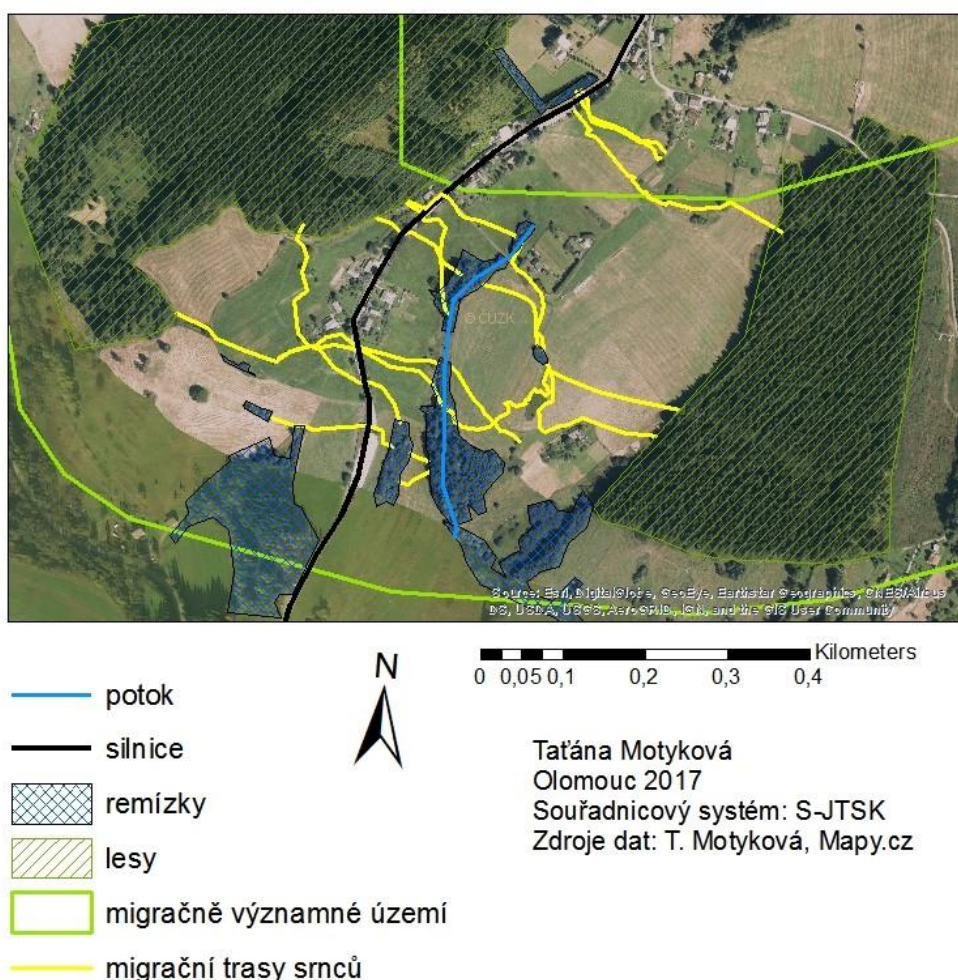 © ČÚZK
Source: Esri, DigitalGlobe, GeoEye, Earthstar Geographics, CNES/Airbus
DS, USDA, USGS, AeroGRID, IGN, and the GIS User Community
Kilometers
0 0,05 0,1 0,2 0,3 0,4
N
potok
silnice
remízky
lesy
migračně významné území
migrační trasy srnců
Taťána Motyková
Olomouc 2017
Souřadnicový systém: S-JTSK
Zdroje dat: T. Motyková, Mapy.cz